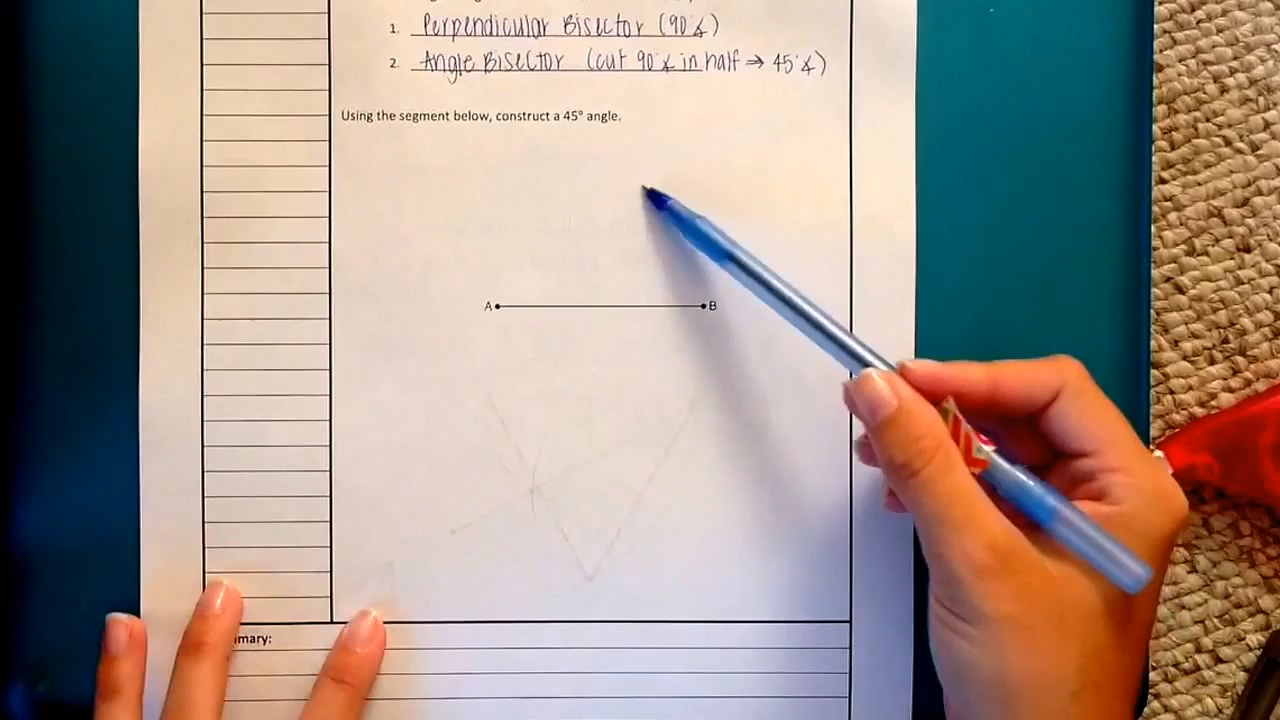 1. Perpendicular Bisector (90°∡)
2. Angle Bisector (cut 90°∡ in half → 45°∡)
Using the segment below, construct a 45° angle.
A B
mmary: